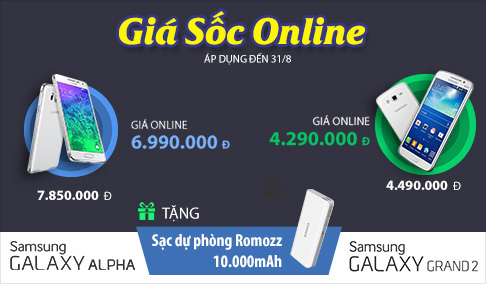 Giá Sốc Online
ÁP DỤNG ĐẾN 31/8
GIÁ ONLINE
6.990.000 Đ
7.850.000 Đ
GIÁ ONLINE
4.290.000 Đ
4.490.000 Đ
TẶNG
Sạc dự phòng Romozz
10.000mAh
Samsung
GALAXY ALPHA
Samsung
GALAXY GRAND 2